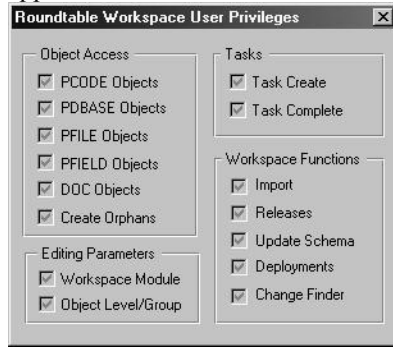 Roundtable Workspace User Privileges
Object Access
PCODE Objects
PDBASE Objects
PFILE Objects
PFIELD Objects
DOC Objects
Create Orphans
Editing Parameters
Workspace Module
Object Level/Group
Tasks
Task Create
Task Complete
Workspace Functions
Import
Releases
Update Schema
Deployments
Change Finder